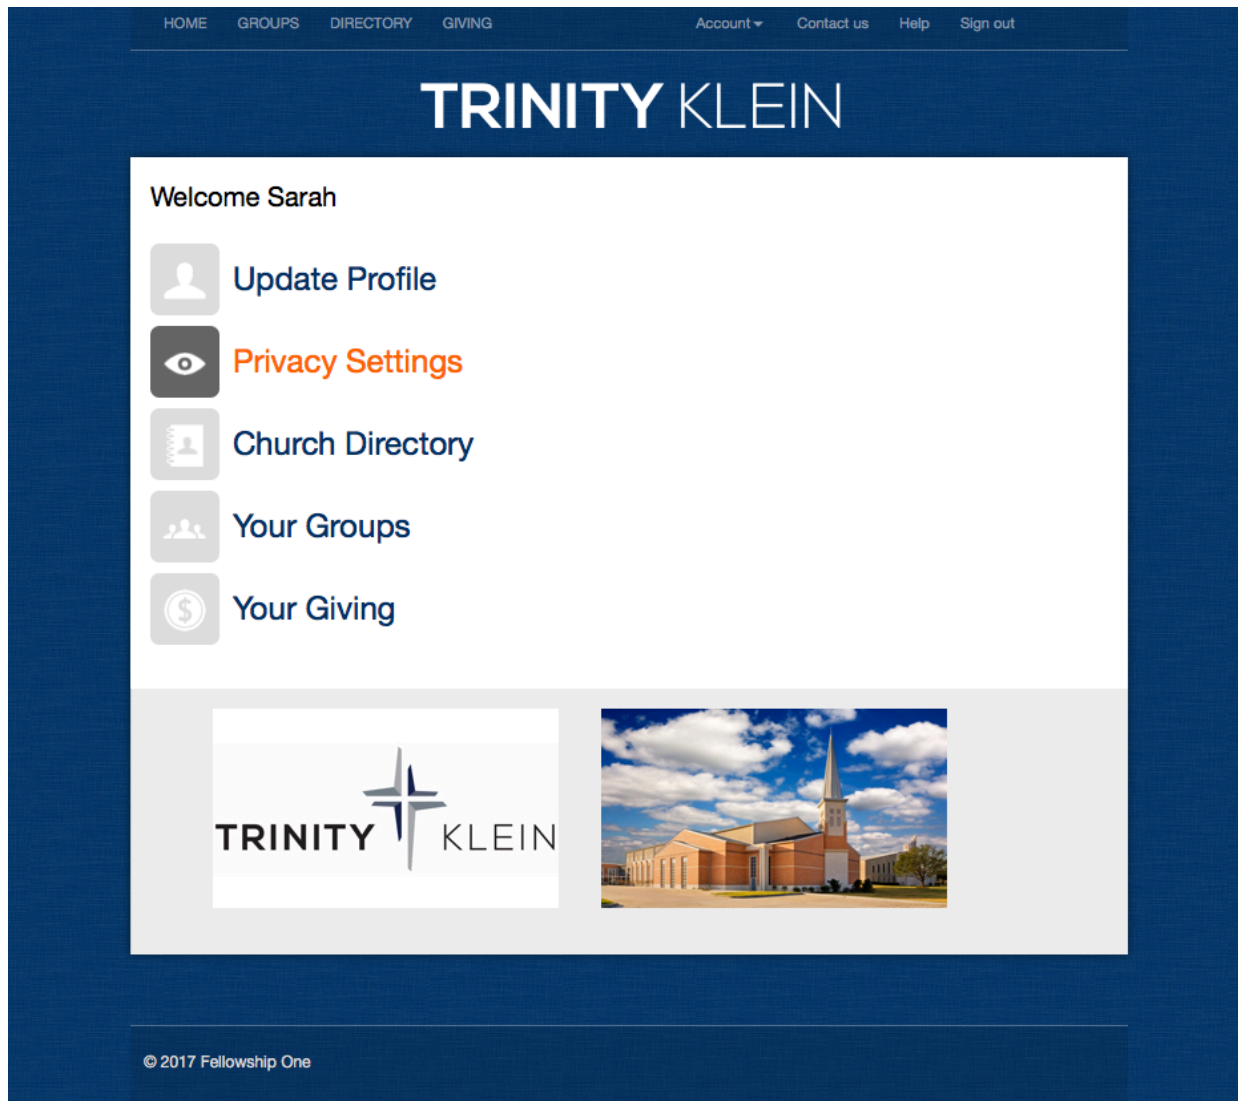 HOME GROUPS DIRECTORY GIVING Account Contact us Help Sign out
TRINITY KLEIN
Welcome Sarah
Update Profile
Privacy Settings
Church Directory
Your Groups
Your Giving
TRINITY KLEIN
© 2017 Fellowship One